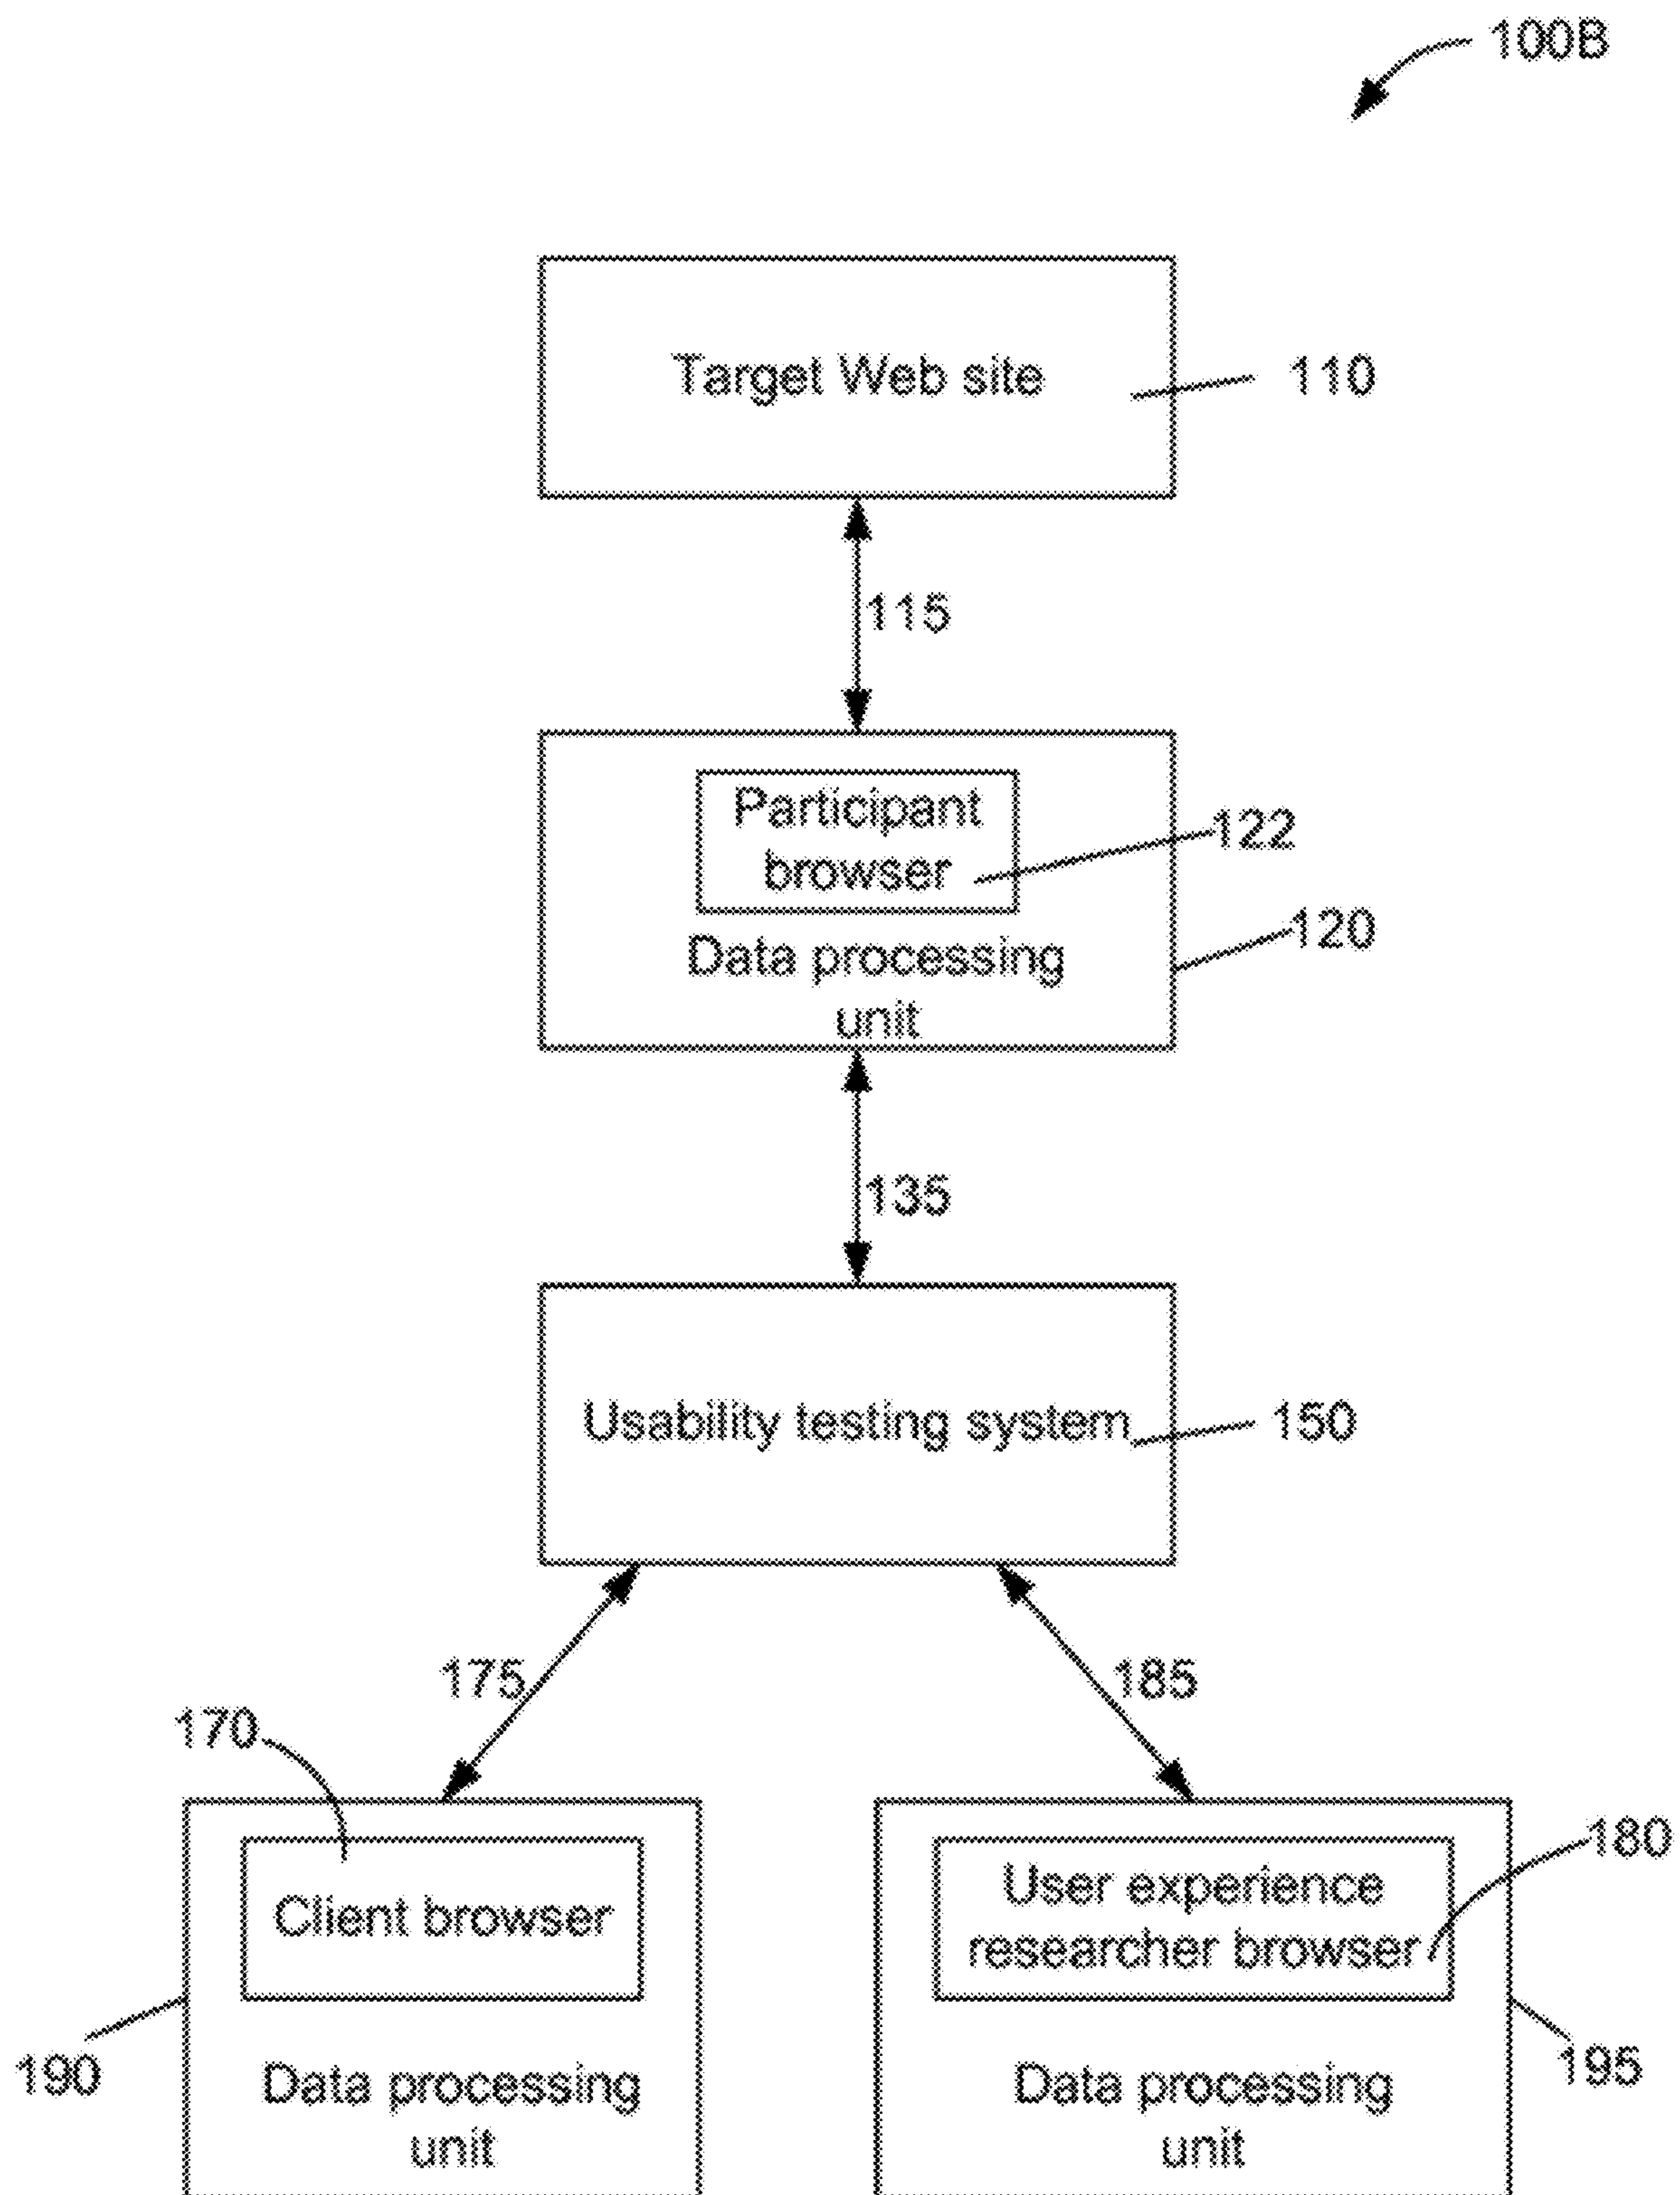 100B
Target Web site
110
115
Participant
browser
122
120
Data processing
unit
135
Usability testing system
150
175
185
170
180
Client browser
User experience
researcher browser
190
195
Data processing
unit
Data processing
unit